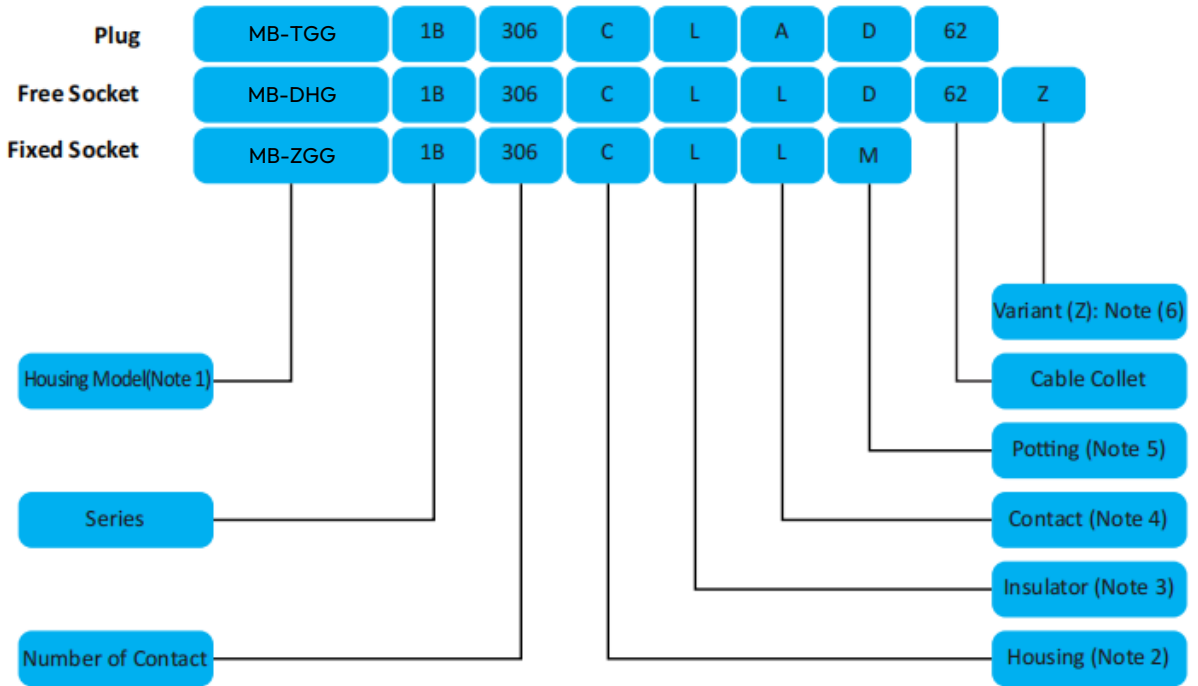 Plug MB-TGG 1B 306 C L A D 62
Free Socket MB-DHG 1B 306 C L L D 62 Z
Fixed Socket MB-ZGG 1B 306 C L L M
Variant (Z): Note (6)
Housing Model(Note 1)
Cable Collet
Potting (Note 5)
Series
Contact (Note 4)
Insulator (Note 3)
Number of Contact
Housing (Note 2)